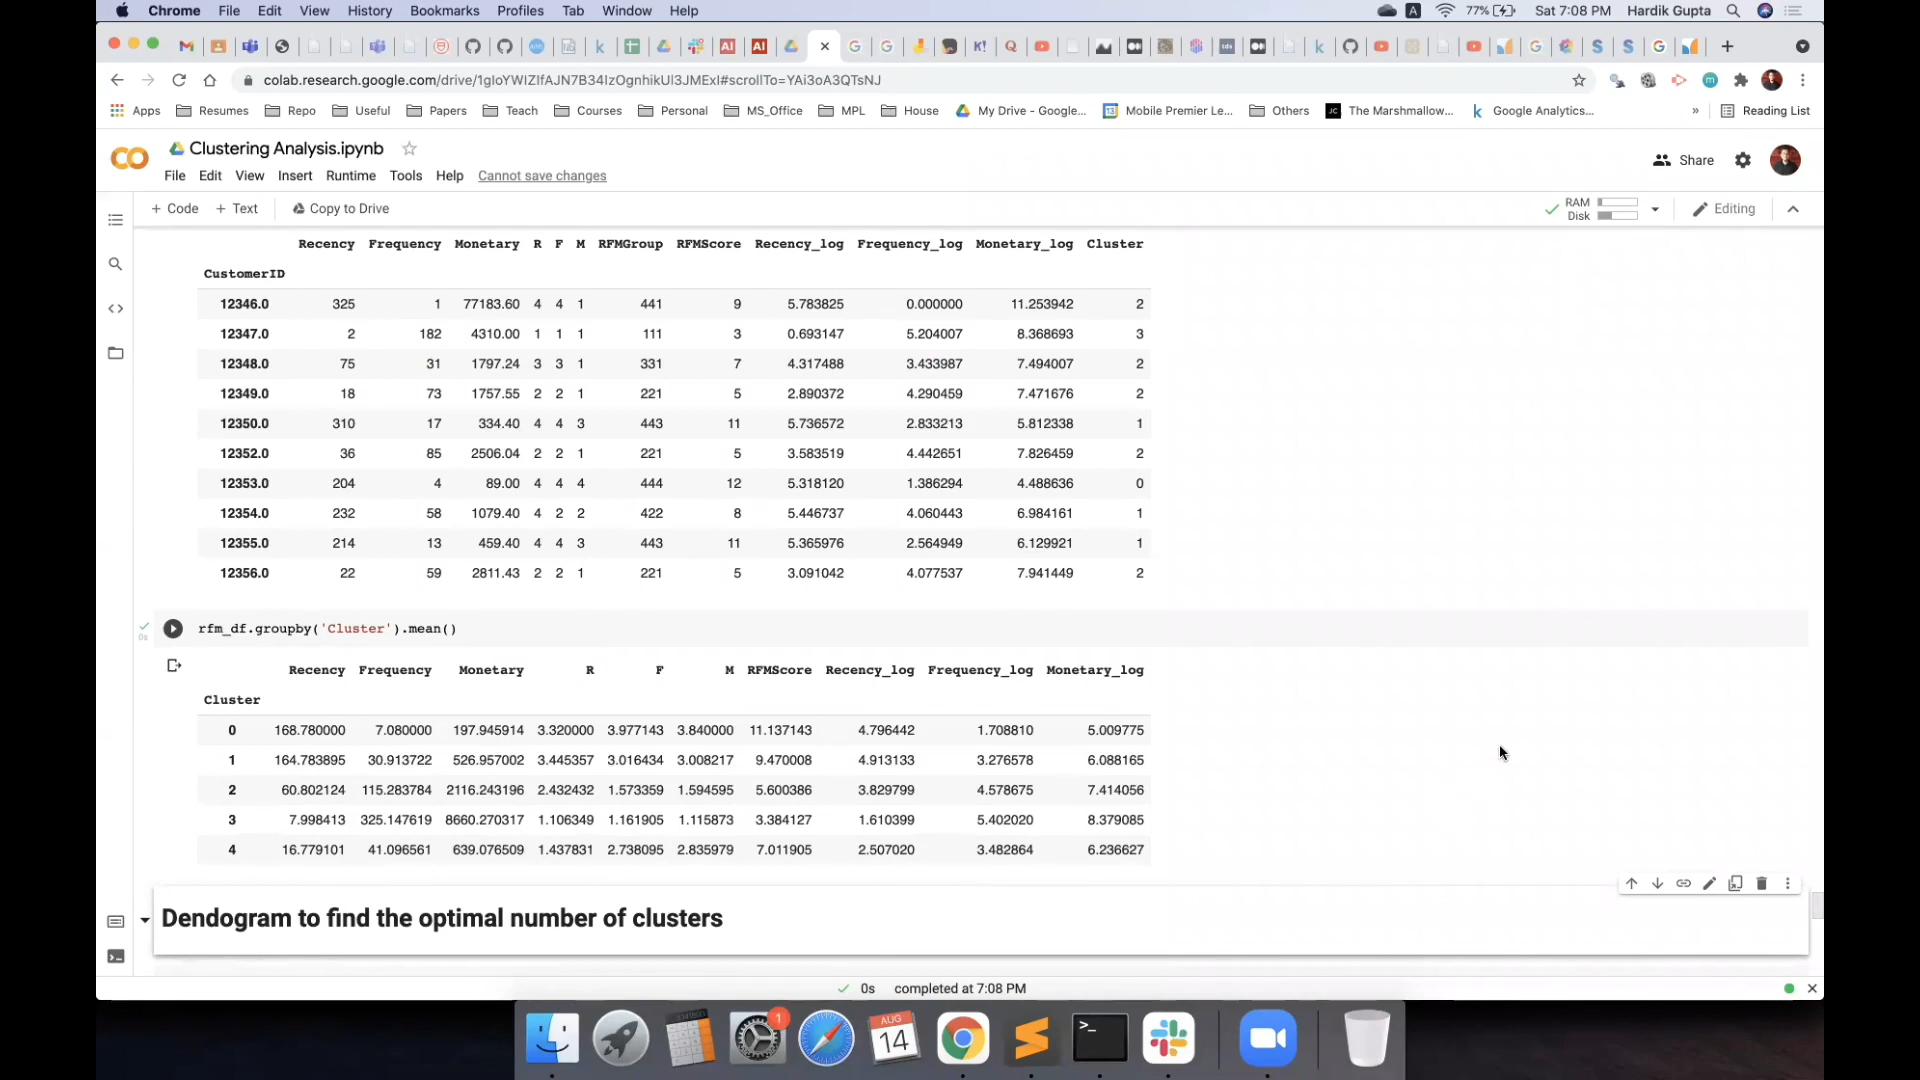 Chrome File Edit View History Bookmarks Profiles Tab Window Help A 77% Sat 7:08 PM Hardik Gupta
colab.research.google.com/drive/
Apps Resumes Repo Useful Papers Teach Courses Personal MS_Office MPL House My Drive - Google... Mobile Premier Le... Others The Marshmallow... Google Analytics... » Reading List
CO Clustering Analysis.ipynb
Share
File Edit View Insert Runtime Tools Help Cannot save changes
+ Code + Text Copy to Drive RAM Disk Editing
Recency Frequency Monetary R F M RFMGroup RFMScore Recency_log Frequency_log Monetary_log Cluster
CustomerID
12346.0 325 1 77183.60 4 4 1 441 9 5.783825 0.000000 11.253942 2
12347.0 2 182 4310.00 1 1 1 111 3 0.693147 5.204007 8.368693 3
12348.0 75 31 1797.24 3 3 1 331 7 4.317488 3.433987 7.494007 2
12349.0 18 73 1757.55 2 2 1 221 5 2.890372 4.290459 7.471676 2
12350.0 310 17 334.40 4 4 3 443 11 5.736572 2.833213 5.812338 1
12352.0 36 85 2506.04 2 2 1 221 5 3.583519 4.442651 7.826459 2
12353.0 204 4 89.00 4 4 4 444 12 5.318120 1.386294 4.488636 0
12354.0 232 58 1079.40 4 2 2 422 8 5.446737 4.060443 6.984161 1
12355.0 214 13 459.40 4 4 3 443 11 5.365976 2.564949 6.129921 1
12356.0 22 59 2811.43 2 2 1 221 5 3.091042 4.077537 7.941449 2
rfm_df.groupby('Cluster').mean()
0s
Recency Frequency Monetary R F M RFMScore Recency_log Frequency_log Monetary_log
Cluster
0 168.780000 7.080000 197.945914 3.320000 3.977143 3.840000 11.137143 4.796442 1.708810 5.009775
1 164.783895 30.913722 526.957002 3.445357 3.016434 3.008217 9.470008 4.913133 3.276578 6.088165
2 60.802124 115.283784 2116.243196 2.432432 1.573359 1.594595 5.600386 3.829799 4.578675 7.414056
3 7.998413 325.147619 8660.270317 1.106349 1.161905 1.115873 3.384127 1.610399 5.402020 8.379085
4 16.779101 41.096561 639.076509 1.437831 2.738095 2.835979 7.011905 2.507020 3.482864 6.236627
Dendogram to find the optimal number of clusters
0s completed at 7:08 PM
1
AUG
14